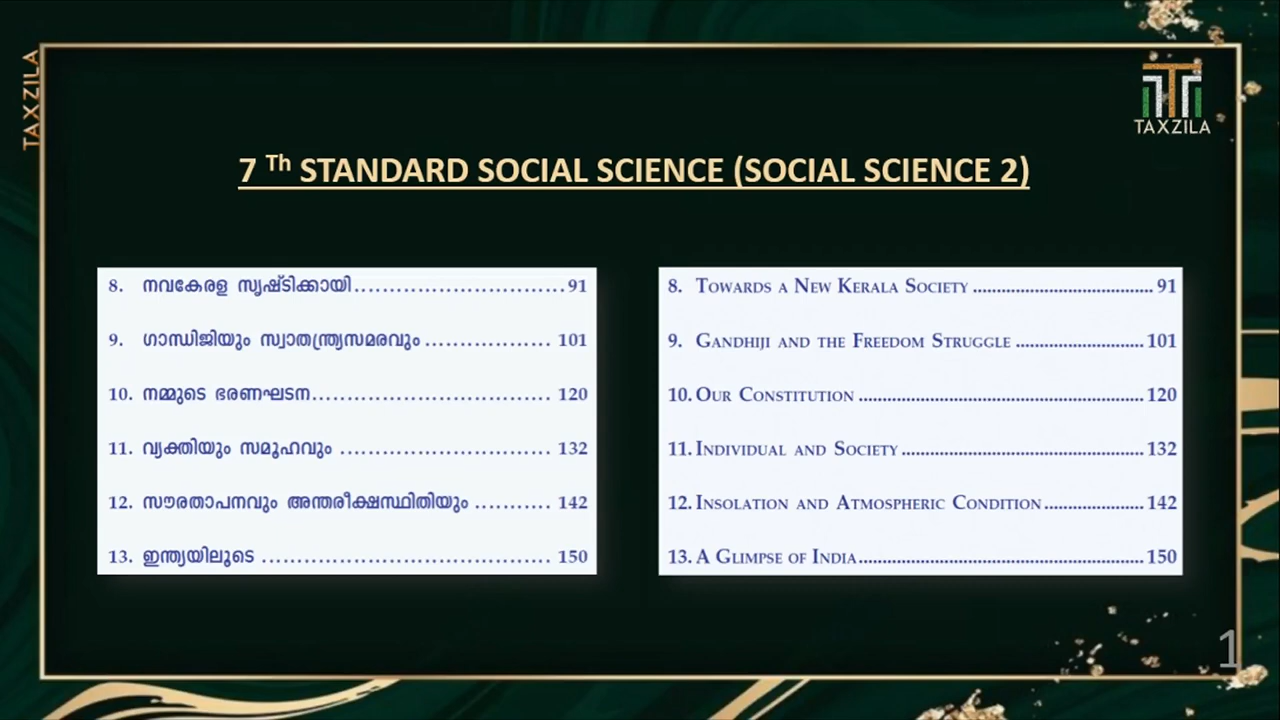 TAXZILA
TAXZILA
7 Th STANDARD SOCIAL SCIENCE (SOCIAL SCIENCE 2)
8. നവകേരള സൃഷ്ടിക്കായി.............................91
9. ഗാന്ധിജിയും സ്വാതന്ത്ര്യസമരവും................. 101
10. നമ്മുടെ ഭരണഘടന................................ 120
11. വ്യക്തിയും സമൂഹവും ............................ 132
12. സൗരതാപനവും അന്തരീക്ഷസ്ഥിതിയും ........... 142
13. ഇന്ത്യയിലൂടെ ...................................... 150
8. TOWARDS A NEW KERALA SOCIETY ...................................... 91
9. GANDHIJI AND THE FREEDOM STRUGGLE ........................... 101
10. OUR CONSTITUTION ............................................................ 120
11. INDIVIDUAL AND SOCIETY................................................... 132
12. INSOLATION AND ATMOSPHERIC CONDITION..................... 142
13. A GLIMPSE OF INDIA............................................................ 150
1